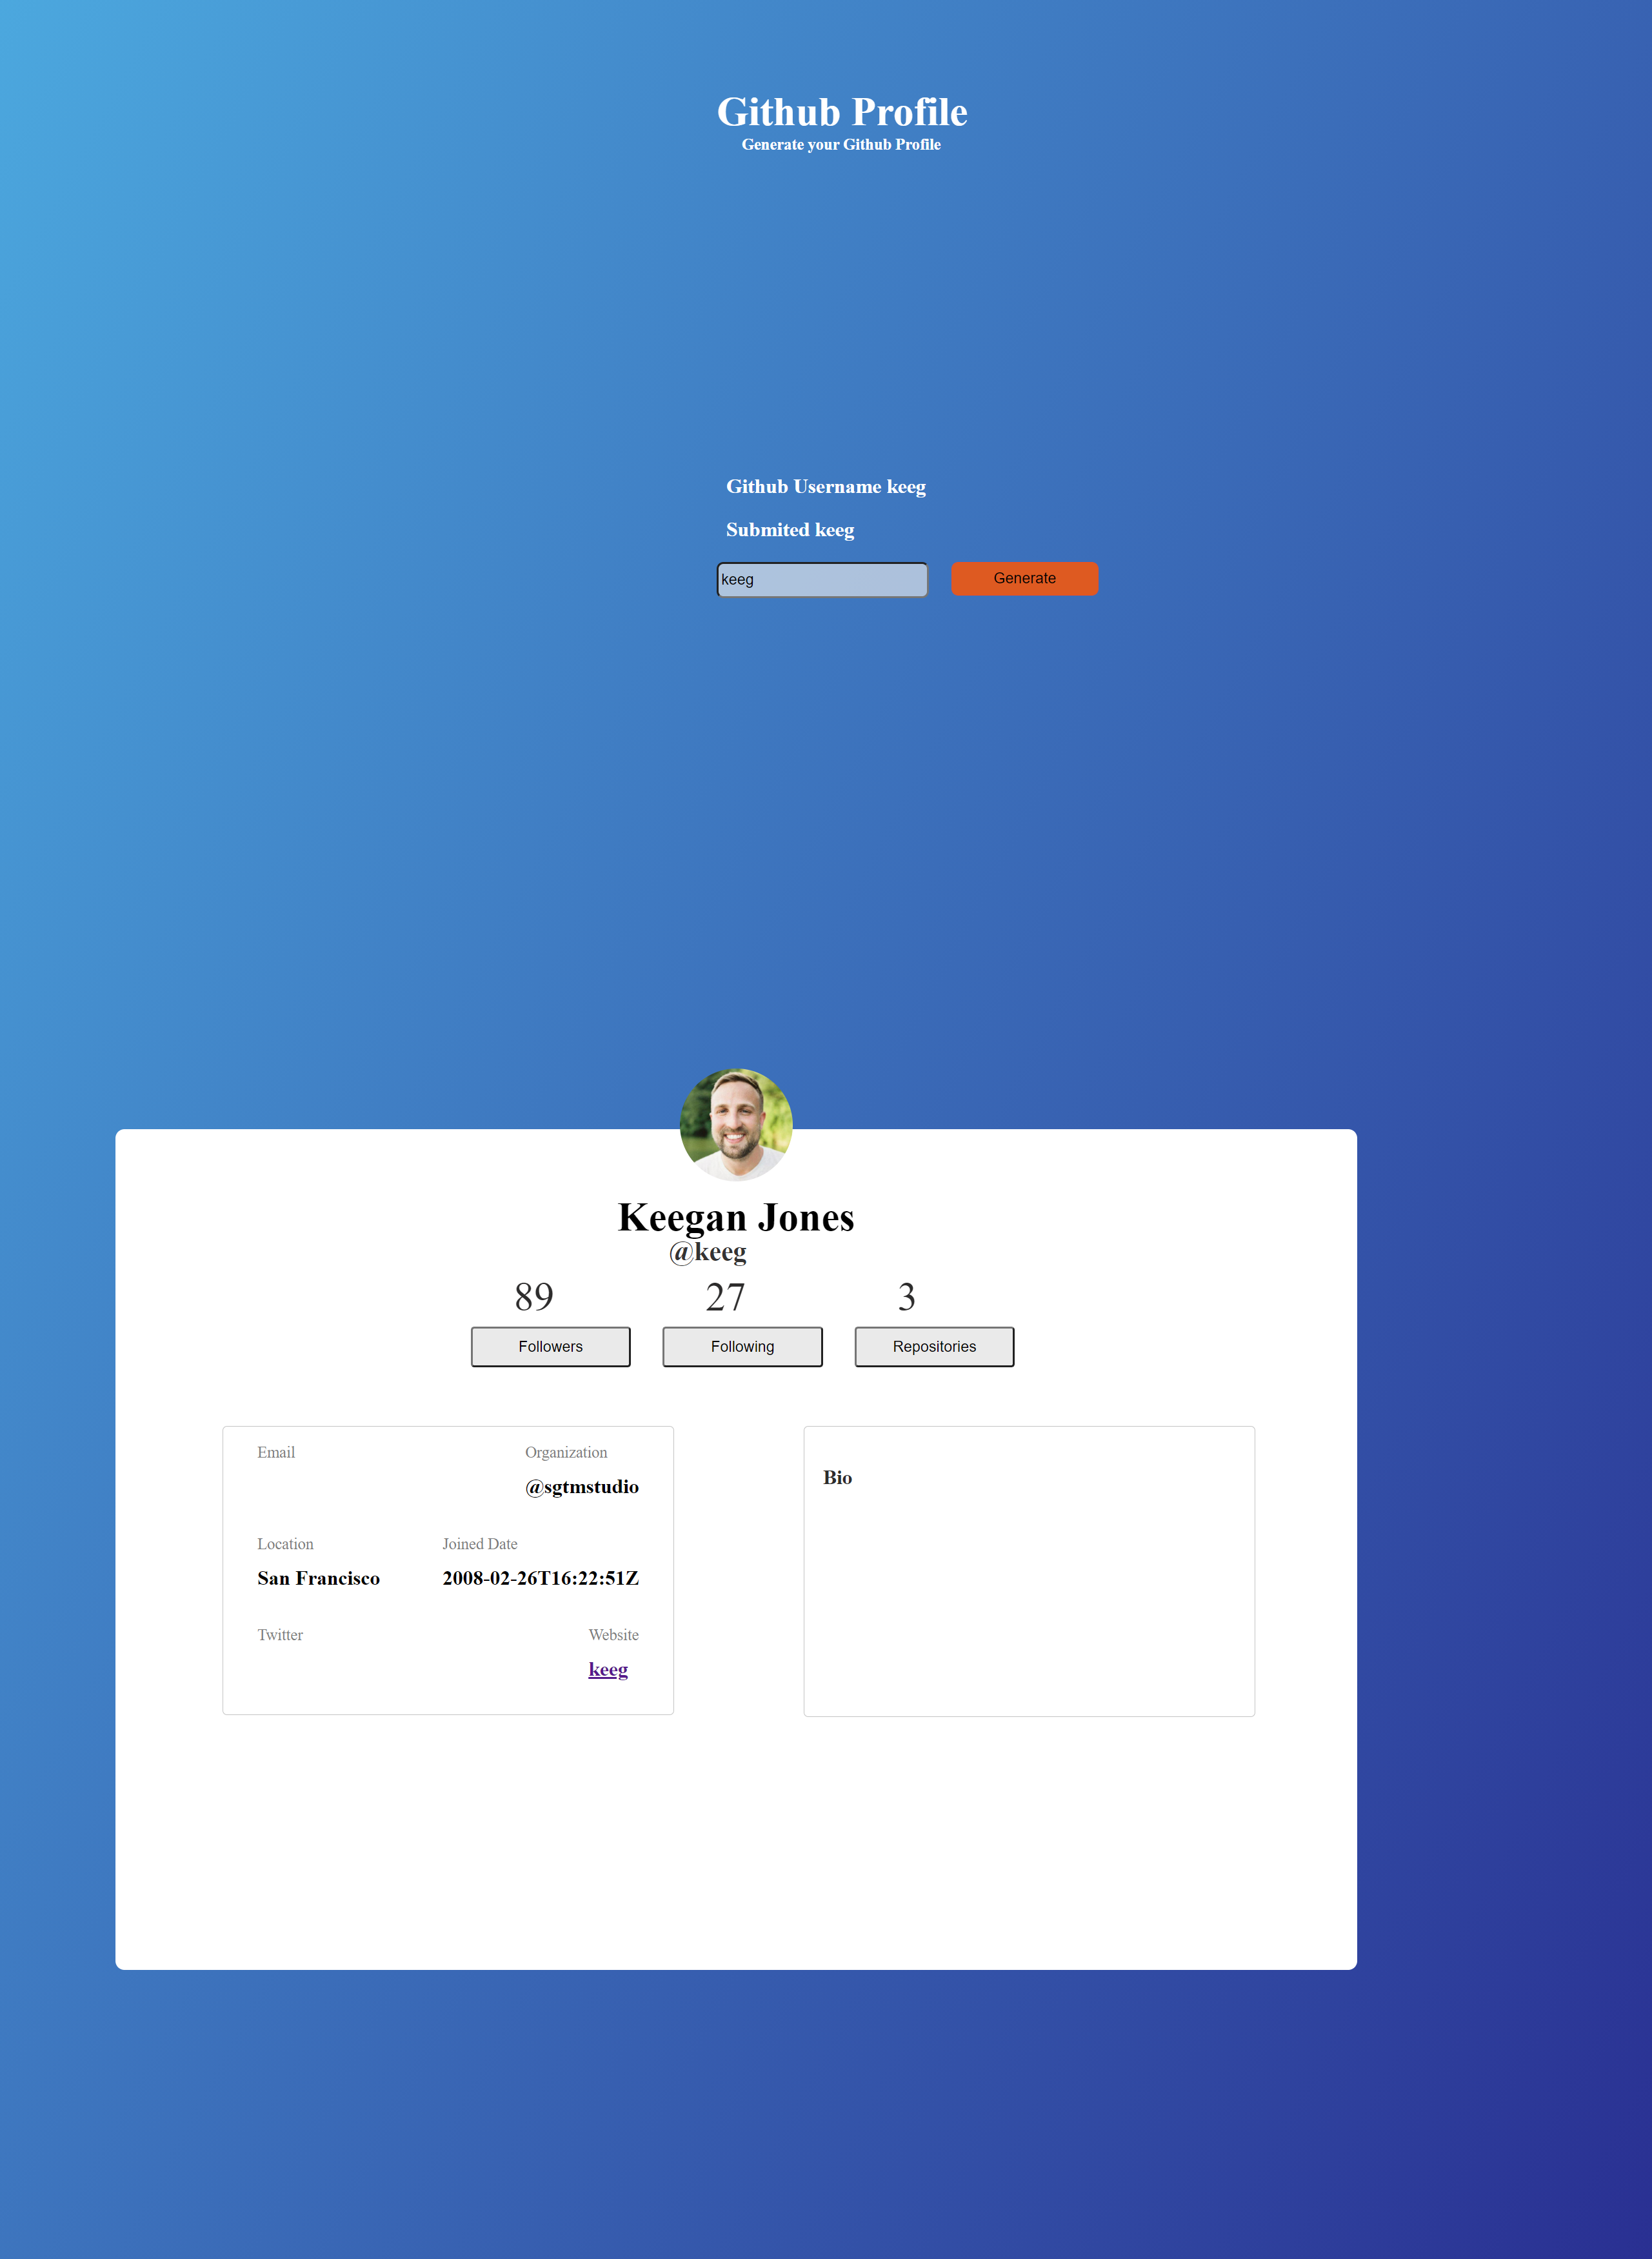 Github Profile
Generate your Github Profile
Github Username keeg
Submited keeg
keeg
Generate
Keegan Jones
@keeg
89 27 3
Followers Following Repositories
Email Organization
@sgtmstudio
Location Joined Date
San Francisco 2008-02-26T16:22:51Z
Twitter Website
keeg
Bio